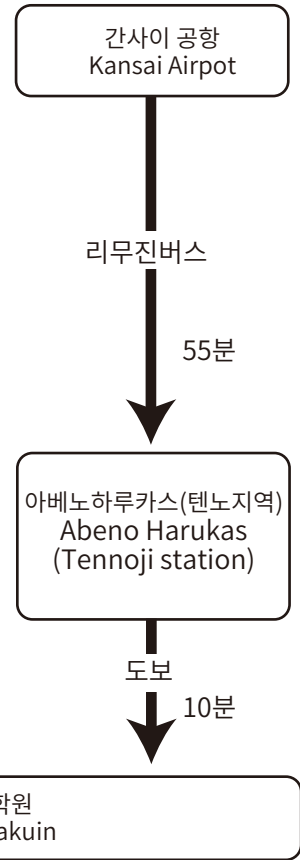 간사이 공항
Kansai Airpot
리무진버스
55분
아베노하루카스(텐노지역)
Abeno Harukas
(Tennoji station)
도보
10분